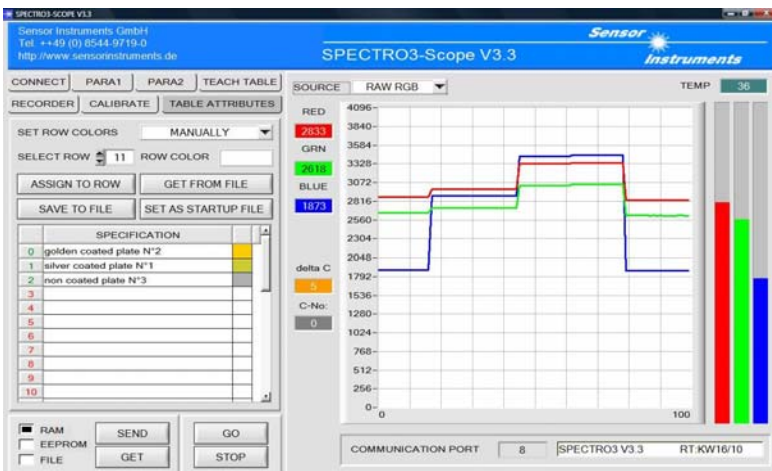 SPECTRO3-SCOPE V3.3
Sensor Instruments GmbH
Tel. ++49 (0) 8544-9719-0
http://www.sensorinstruments.de
SPECTRO3-Scope V3.3
Sensor
Instruments
CONNECT PARA1 PARA2 TEACH TABLE
RECORDER CALIBRATE TABLE ATTRIBUTES
SET ROW COLORS MANUALLY
SELECT ROW 11 ROW COLOR
ASSIGN TO ROW GET FROM FILE
SAVE TO FILE SET AS STARTUP FILE
SPECIFICATION
0 golden coated plate N°2
1 silver coated plate N°1
2 non coated plate N°3
3
4
5
6
7
8
9
10
RAM
EEPROM
FILE
SEND GO
GET STOP
SOURCE RAW RGB TEMP 36
RED
2833
GRN
2618
BLUE
1873
delta C
5
C-No:
0
4096-
3840-
3584-
3328-
3072-
2816-
2560-
2304-
2048-
1792-
1536-
1280-
1024-
768-
512-
256-
0-
0 100
COMMUNICATION PORT 8 SPECTRO3 V3.3 RT:KW16/10